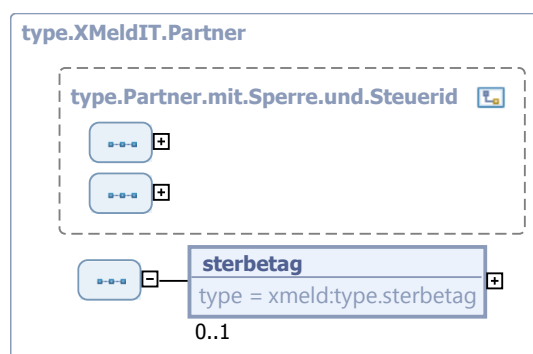 type.XMeldIT.Partner
type.Partner.mit.Sperre.und.Steuerid
sterbetag
type = xmeld:type.sterbetag
0..1